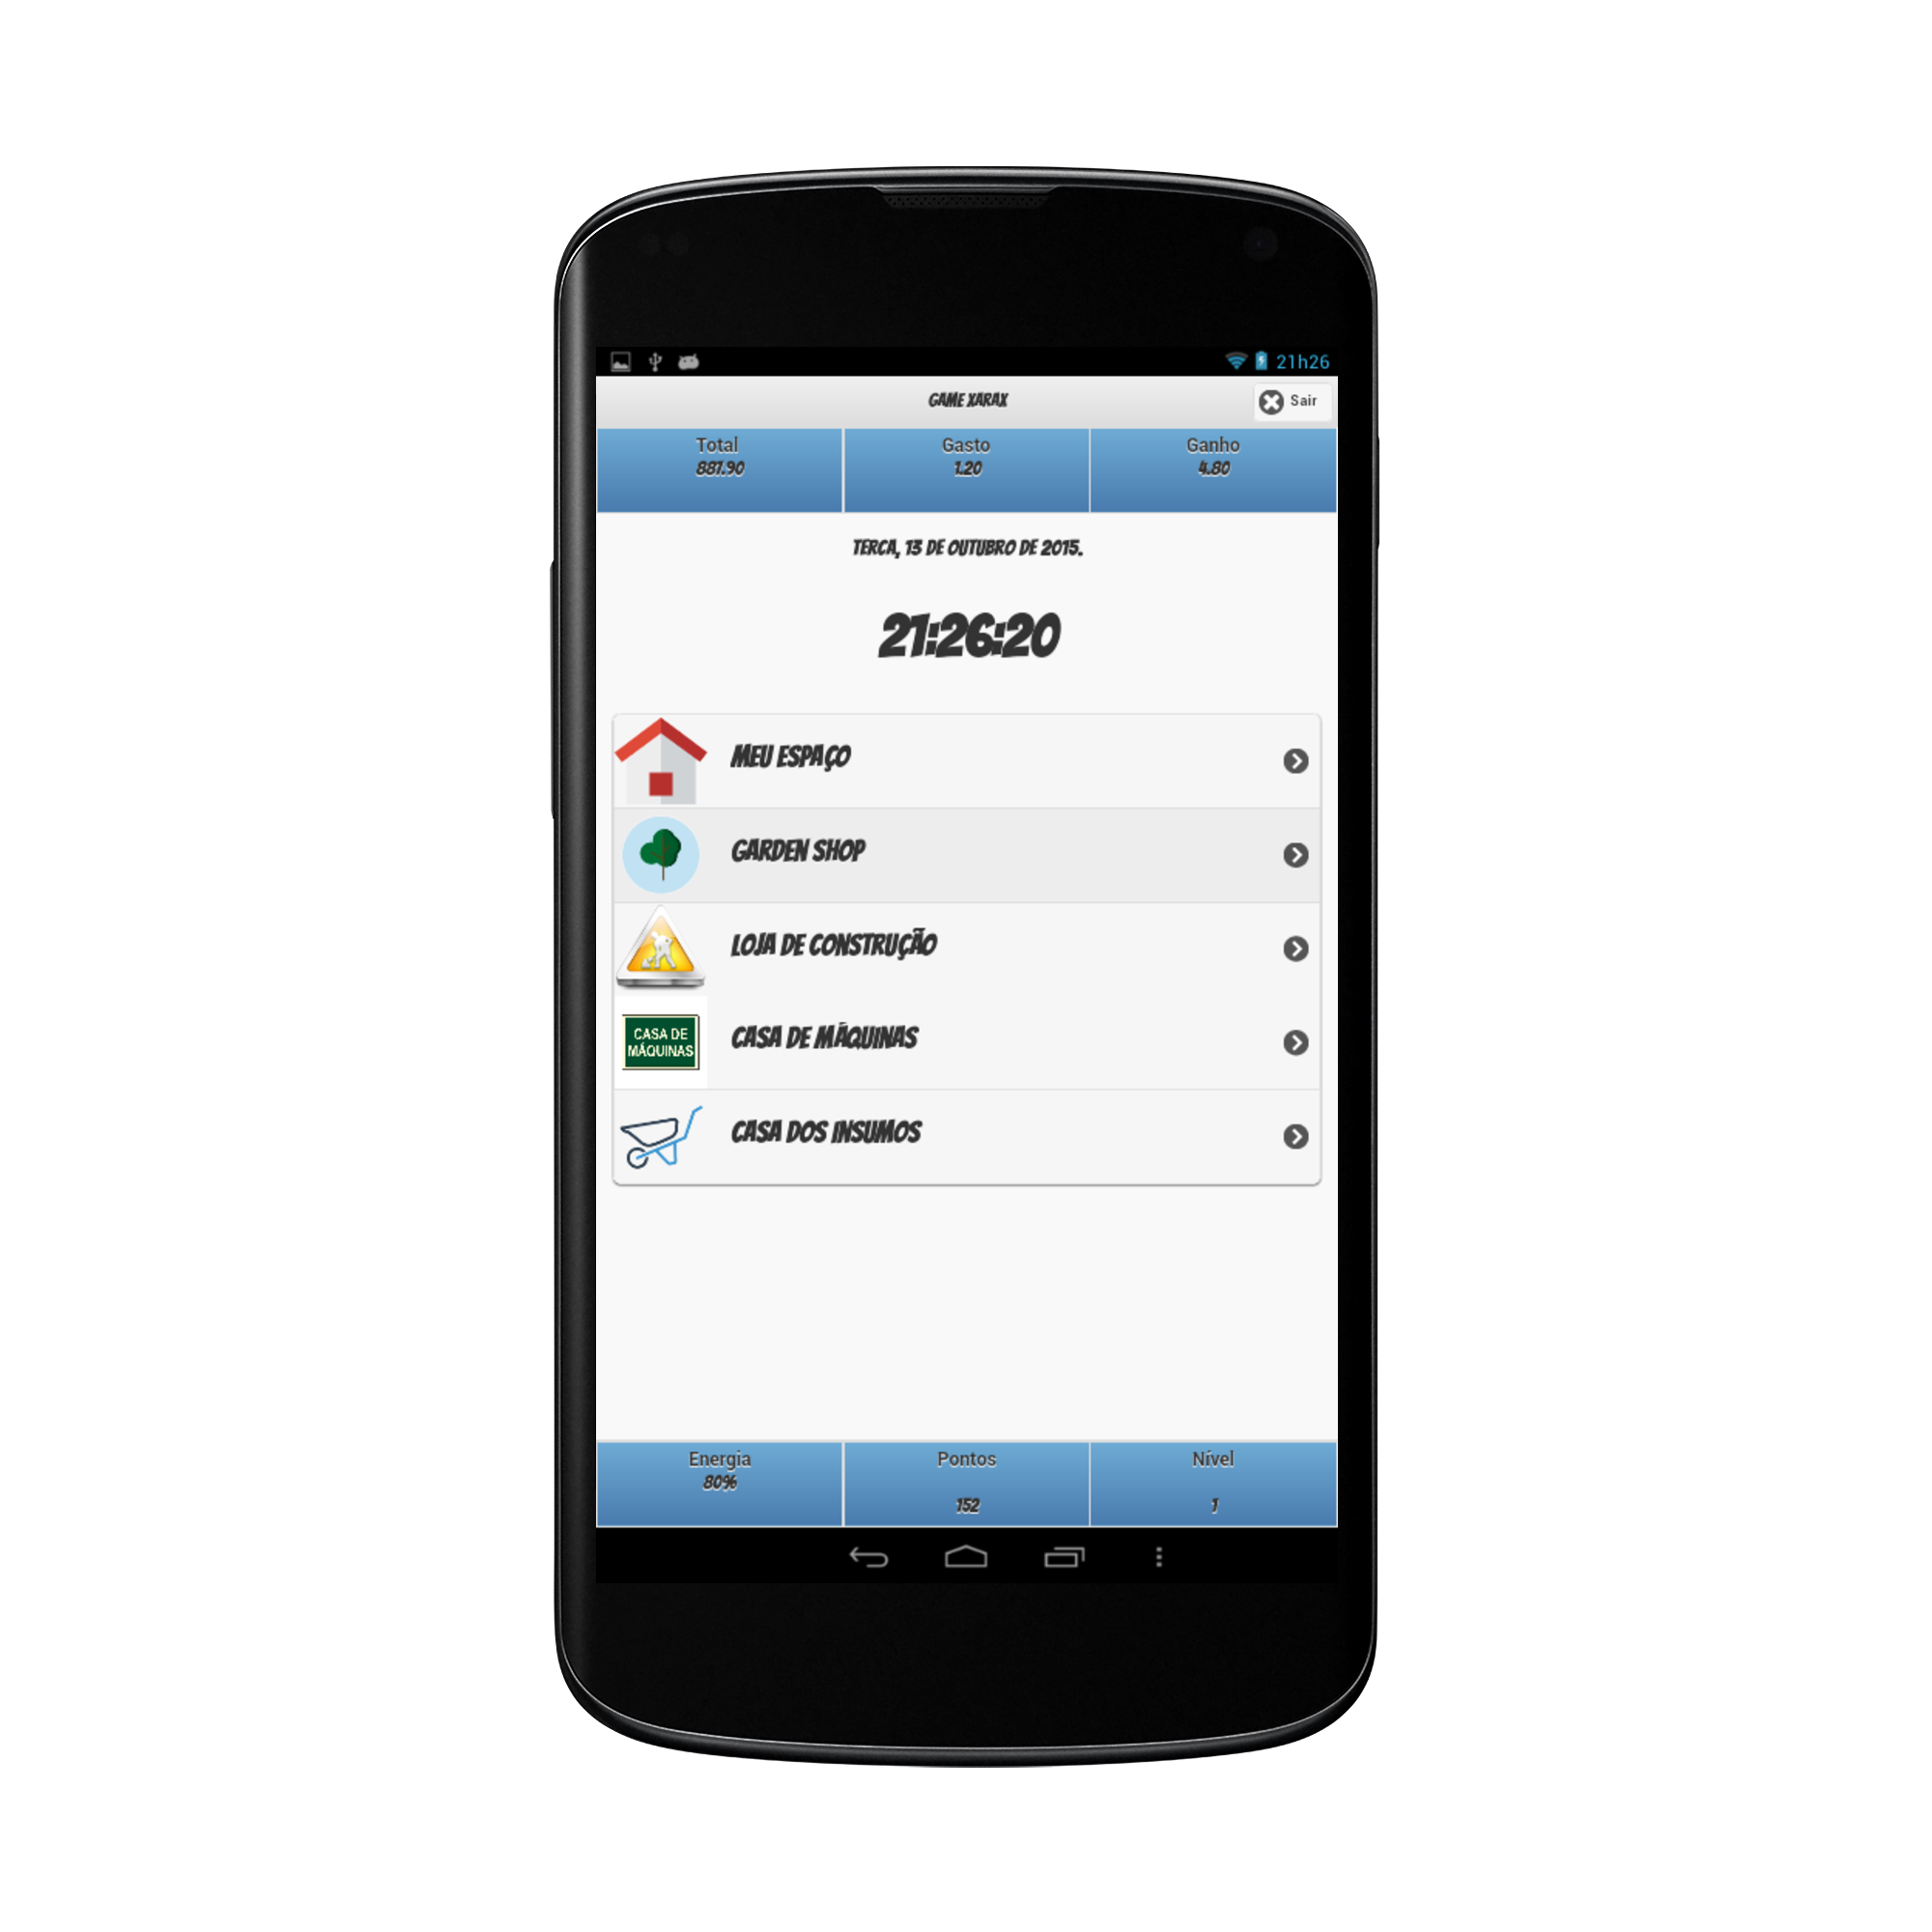 21h26
GAME XARAX
Sair
Total Gasto Ganho
887.90 1.20 4.80
TERCA, 13 DE OUTUBRO DE 2015.
21:26:20
MEU ESPAÇO
GARDEN SHOP
LOJA DE CONSTRUÇÃO
CASA DE
MÁQUINAS
CASA DE MÁQUINAS
CASA DOS INSUMOS
Energia Pontos Nível
80%
152 1